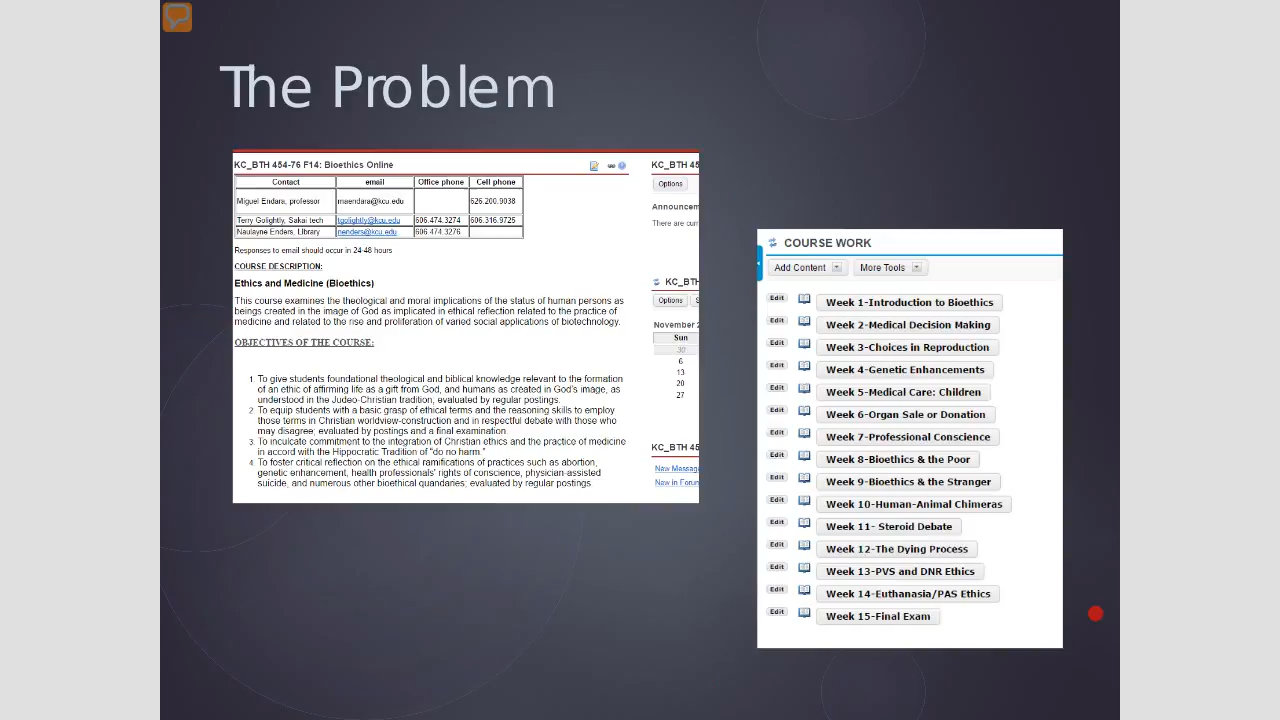 The Problem
KC_BTH 454-76 F14: Bioethics Online
Contact email Office phone Cell phone
Miguel Endara, professor maendara@kcu.edu 626.200.9038
Terry Golightly, Sakai tech tgolightly@kcu.edu 606.474.3274 606.316.9725
Naulayne Enders, Library nenders@kcu.edu 606.474.3276
Responses to email should occur in 24-48 hours
COURSE DESCRIPTION:
Ethics and Medicine (Bioethics)
This course examines the theological and moral implications of the status of human persons as
beings created in the image of God as implicated in ethical reflection related to the practice of
medicine and related to the rise and proliferation of varied social applications of biotechnology.
OBJECTIVES OF THE COURSE:
1. To give students foundational theological and biblical knowledge relevant to the formation
of an ethic of affirming life as a gift from God, and humans as created in God's image, as
understood in the Judeo-Christian tradition; evaluated by regular postings.
2. To equip students with a basic grasp of ethical terms and the reasoning skills to employ
those terms in Christian worldview-construction and in respectful debate with those who
may disagree; evaluated by postings and a final examination.
3. To inculcate commitment to the integration of Christian ethics and the practice of medicine
in accord with the Hippocratic Tradition of "do no harm."
4. To foster critical reflection on the ethical ramifications of practices such as abortion,
genetic enhancement, health professionals' rights of conscience, physician-assisted
suicide, and numerous other bioethical quandaries; evaluated by regular postings.
KC_BTH 45
Options
Announcem
There are curr
KC_BTH
Options S
November 2
Sun
30
6
13
20
27
KC_BTH 45
New Messag
New in Forun
COURSE WORK
Add Content More Tools
Edit Week 1-Introduction to Bioethics
Edit Week 2-Medical Decision Making
Edit Week 3-Choices in Reproduction
Edit Week 4-Genetic Enhancements
Edit Week 5-Medical Care: Children
Edit Week 6-Organ Sale or Donation
Edit Week 7-Professional Conscience
Edit Week 8-Bioethics & the Poor
Edit Week 9-Bioethics & the Stranger
Edit Week 10-Human-Animal Chimeras
Edit Week 11- Steroid Debate
Edit Week 12-The Dying Process
Edit Week 13-PVS and DNR Ethics
Edit Week 14-Euthanasia/PAS Ethics
Edit Week 15-Final Exam